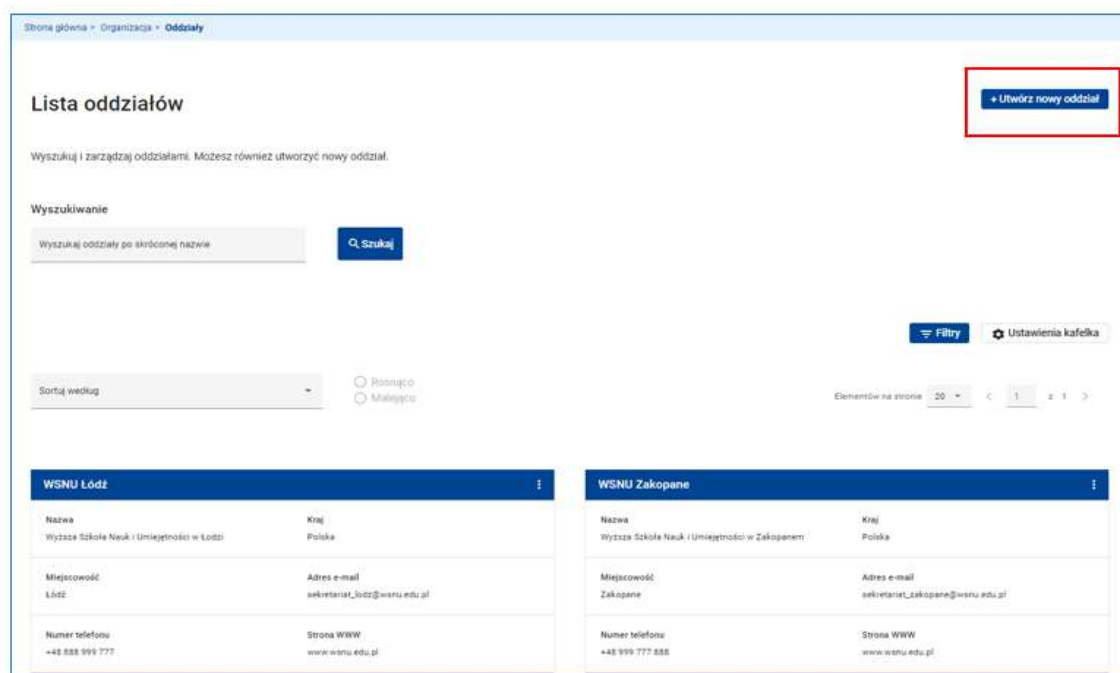 Strona główna > Organizacja > Oddziały
Lista oddziałów
+ Utwórz nowy oddział
Wyszukuj i zarządzaj oddziałami. Możesz również utworzyć nowy oddział.
Wyszukiwanie
Wyszukaj oddziały po skróconej nazwie
Szukaj
Filtry
Ustawienia kafelka
Sortuj według
Rosnąco
Malejąco
Elementów na stronie 20 < 1 z 1 >
WSNU Łódź
Nazwa Kraj
Wyższa Szkoła Nauk i Umiejętności w Łodzi Polska
Miejscowość Adres e-mail
Łódź sekretariat_lodz@wsnu.edu.pl
Numer telefonu Strona WWW
+48 888 999 777 www.wsnu.edu.pl
WSNU Zakopane
Nazwa Kraj
Wyższa Szkoła Nauk i Umiejętności w Zakopanem Polska
Miejscowość Adres e-mail
Zakopane sekretariat_zakopane@wsnu.edu.pl
Numer telefonu Strona WWW
+48 999 777 888 www.wsnu.edu.pl